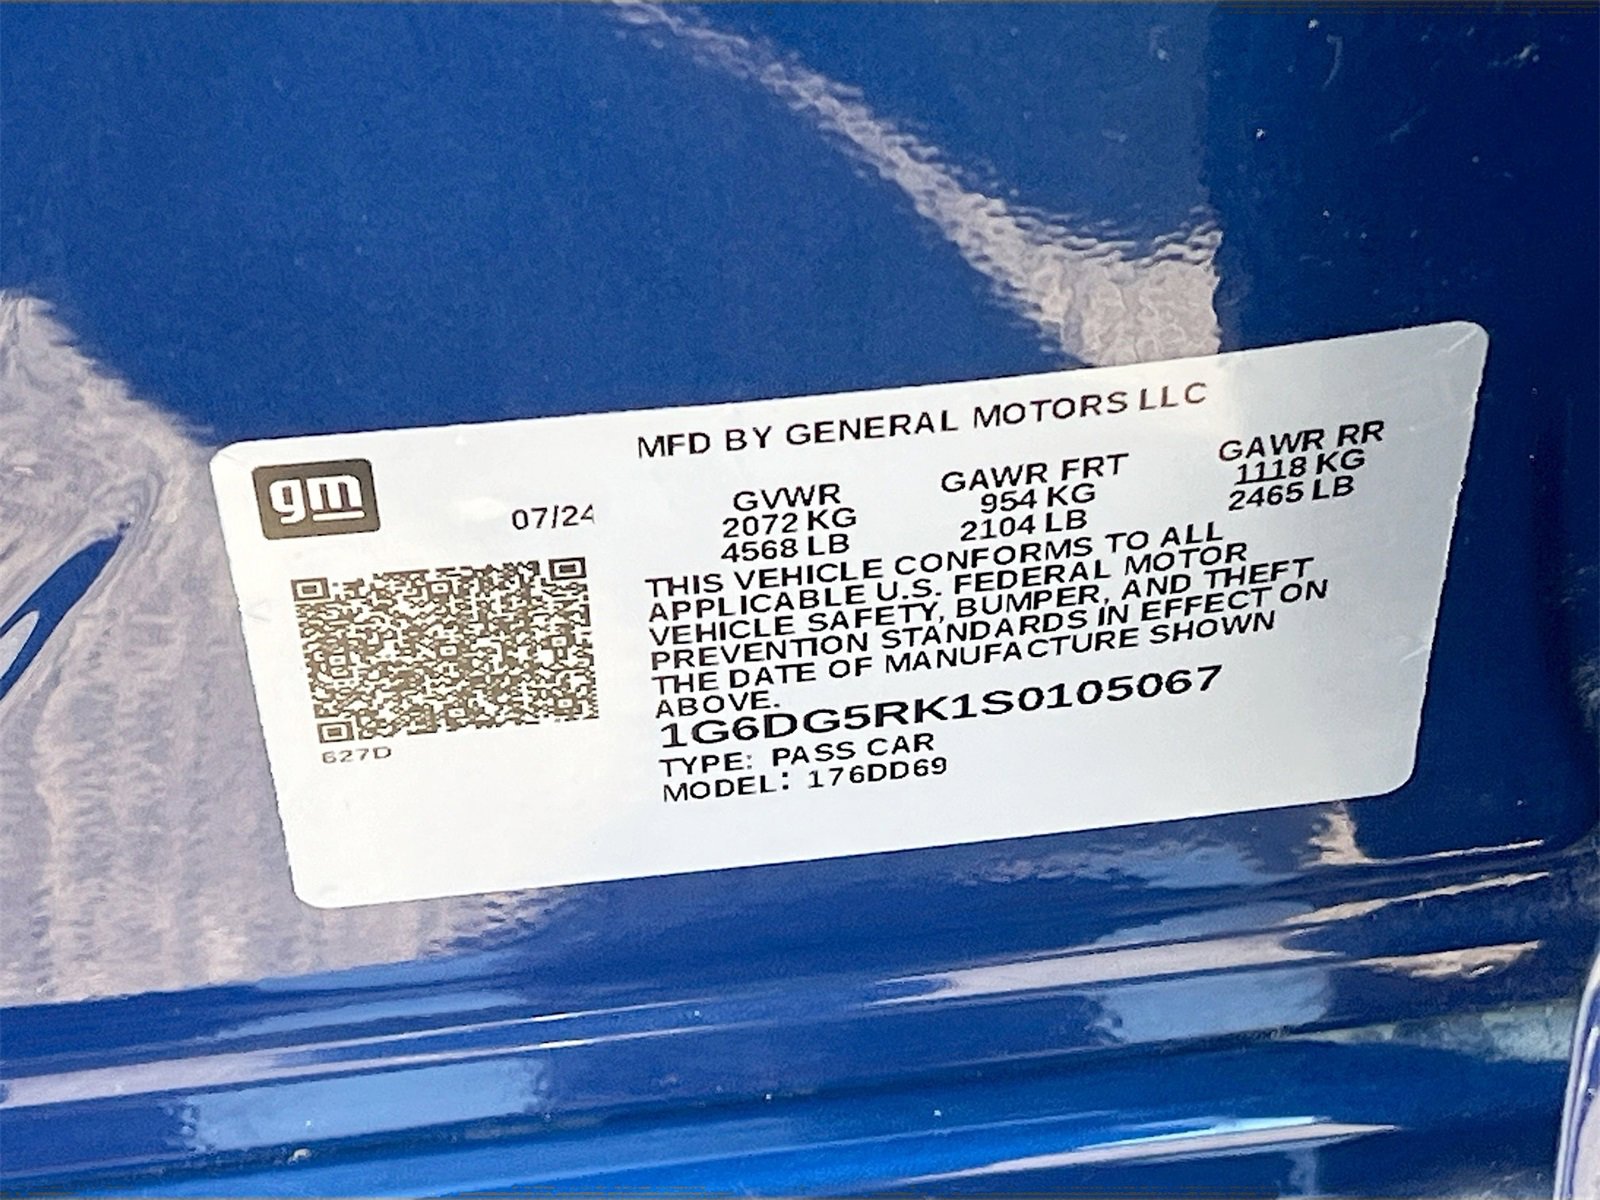 gm
MFD BY GENERAL MOTORS LLC
07/24
GVWR GAWR FRT GAWR RR
2072 KG 954 KG 1118 KG
4568 LB 2104 LB 2465 LB
THIS VEHICLE CONFORMS TO ALL
APPLICABLE U.S. FEDERAL MOTOR
VEHICLE SAFETY, BUMPER, AND THEFT
PREVENTION STANDARDS IN EFFECT ON
THE DATE OF MANUFACTURE SHOWN
ABOVE.
1G6DG5RK1S0105067
TYPE: PASS CAR
MODEL: 176DD69
627D